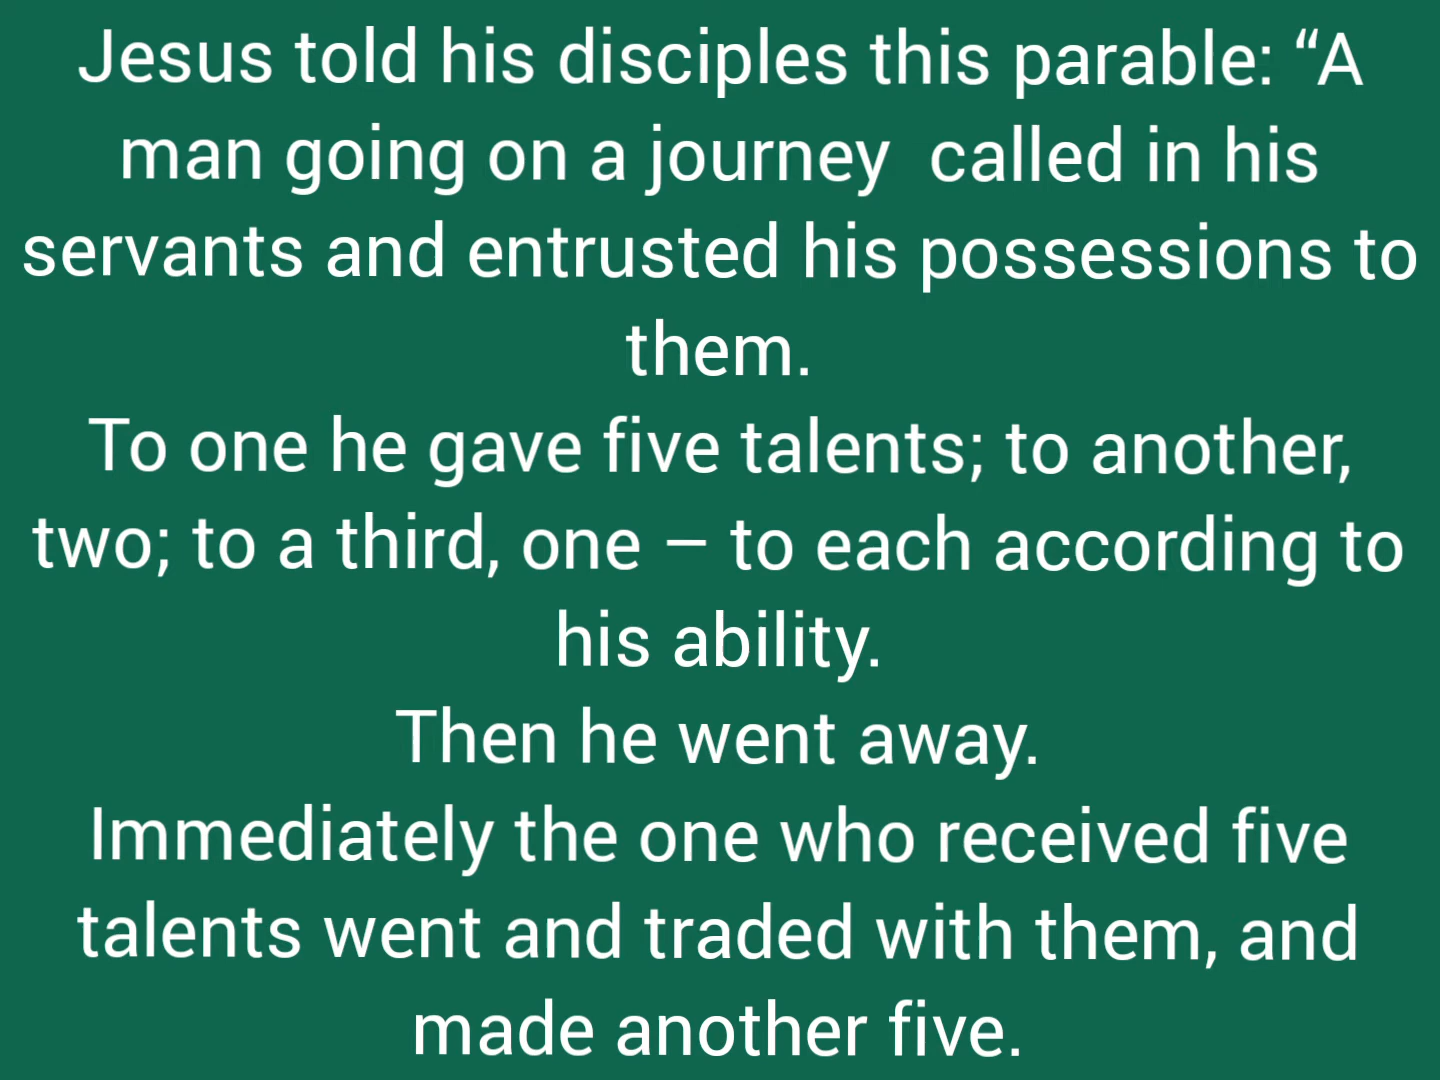 Jesus told his disciples this parable: “A
man going on a journey  called in his
servants and entrusted his possessions to
them.
To one he gave five talents; to another,
two; to a third, one – to each according to
his ability.
Then he went away.
Immediately the one who received five
talents went and traded with them, and
made another five.